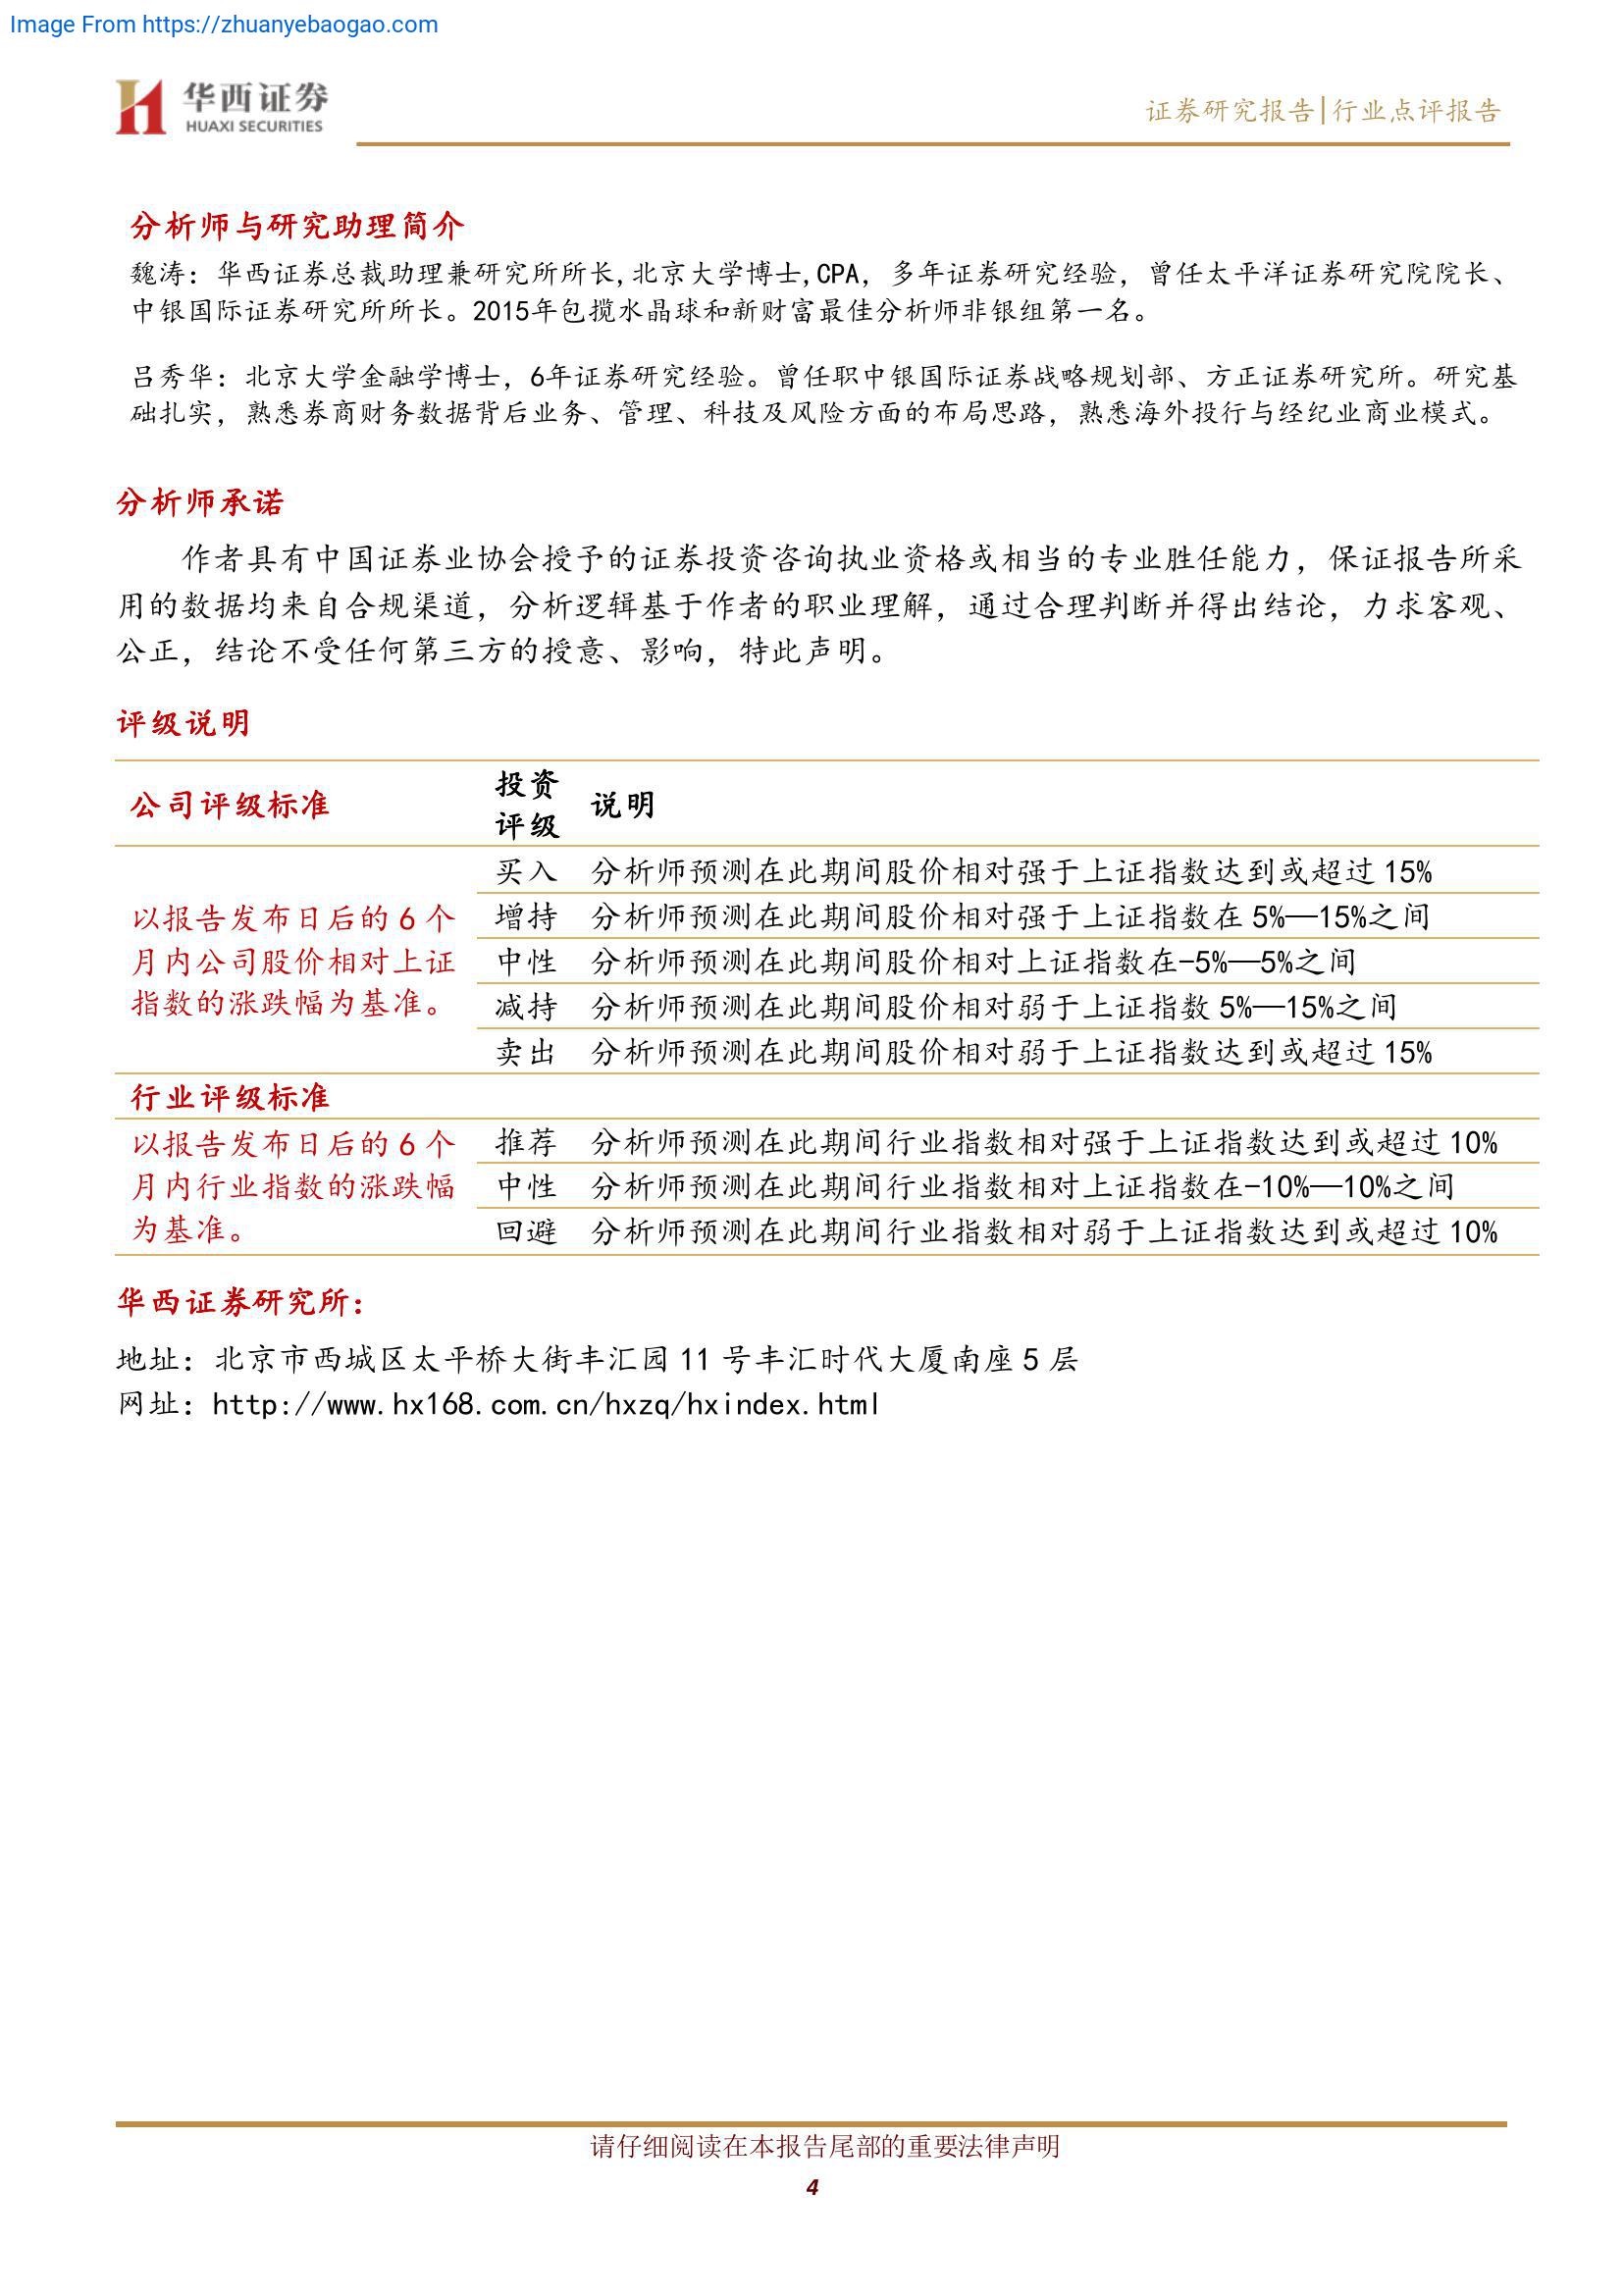 Image From https://zhuanyebaogao.com
华西证券
HUAXI SECURITIES
证券研究报告|行业点评报告
分析师与研究助理简介
魏涛：华西证券总裁助理兼研究所所长,北京大学博士,CPA，多年证券研究经验，曾任太平洋证券研究院院长、
中银国际证券研究所所长。2015年包揽水晶球和新财富最佳分析师非银组第一名。
吕秀华：北京大学金融学博士，6年证券研究经验。曾任职中银国际证券战略规划部、方正证券研究所。研究基
础扎实，熟悉券商财务数据背后业务、管理、科技及风险方面的布局思路，熟悉海外投行与经纪业商业模式。
分析师承诺
作者具有中国证券业协会授予的证券投资咨询执业资格或相当的专业胜任能力，保证报告所采
用的数据均来自合规渠道，分析逻辑基于作者的职业理解，通过合理判断并得出结论，力求客观、
公正，结论不受任何第三方的授意、影响，特此声明。
评级说明
公司评级标准
投资
评级
说明
以报告发布日后的 6 个
月内公司股价相对上证
指数的涨跌幅为基准。
买入 分析师预测在此期间股价相对强于上证指数达到或超过 15%
增持 分析师预测在此期间股价相对强于上证指数在 5%—15%之间
中性 分析师预测在此期间股价相对上证指数在-5%—5%之间
减持 分析师预测在此期间股价相对弱于上证指数 5%—15%之间
卖出 分析师预测在此期间股价相对弱于上证指数达到或超过 15%
行业评级标准
以报告发布日后的 6 个
月内行业指数的涨跌幅
为基准。
推荐 分析师预测在此期间行业指数相对强于上证指数达到或超过 10%
中性 分析师预测在此期间行业指数相对上证指数在-10%—10%之间
回避 分析师预测在此期间行业指数相对弱于上证指数达到或超过 10%
华西证券研究所：
地址：北京市西城区太平桥大街丰汇园 11 号丰汇时代大厦南座 5 层
网址：http://www.hx168.com.cn/hxzq/hxindex.html
请仔细阅读在本报告尾部的重要法律声明
4